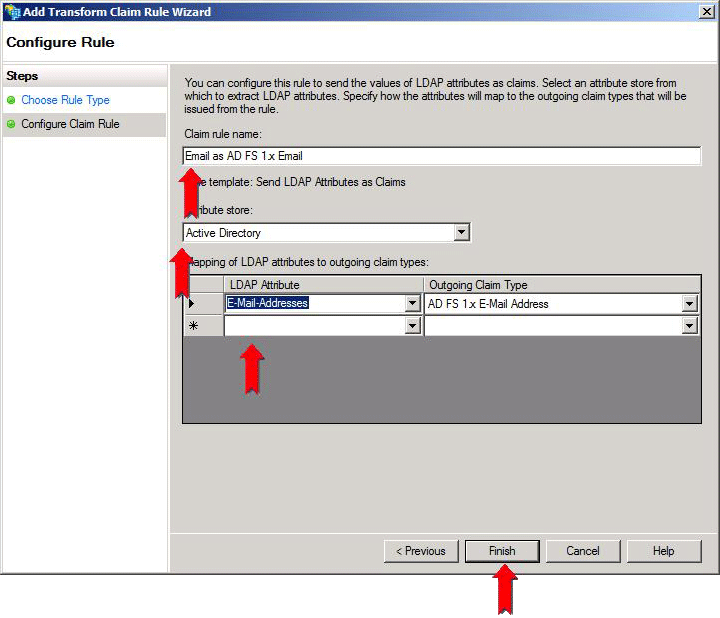 Add Transform Claim Rule Wizard
Configure Rule
Steps
Choose Rule Type
Configure Claim Rule
You can configure this rule to send the values of LDAP attributes as claims. Select an attribute store from
which to extract LDAP attributes. Specify how the attributes will map to the outgoing claim types that will be
issued from the rule.
Claim rule name:
Email as AD FS 1.x Email
template: Send LDAP Attributes as Claims
store:
Active Directory
Mapping of LDAP attributes to outgoing claim types:
LDAP Attribute Outgoing Claim Type
E-Mail-Addresses AD FS 1.x E-Mail Address
*
< Previous Finish Cancel Help